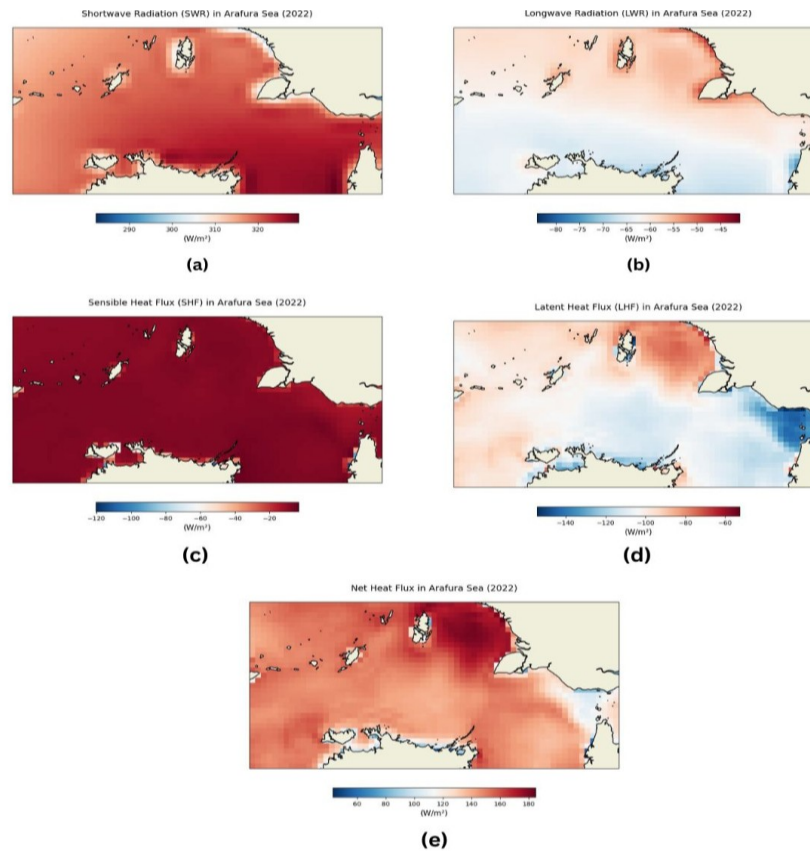 Shortwave Radiation (SWR) in Arafura Sea (2022)
290 300 310 320
(W/m²)
(a)
Longwave Radiation (LWR) in Arafura Sea (2022)
−80 −75 −70 −65 −60 −55 −50 −45
(W/m²)
(b)
Sensible Heat Flux (SHF) in Arafura Sea (2022)
−120 −100 −80 −60 −40 −20
(W/m²)
(c)
Latent Heat Flux (LHF) in Arafura Sea (2022)
−140 −120 −100 −80 −60
(W/m²)
(d)
Net Heat Flux in Arafura Sea (2022)
60 80 100 120 140 160 180
(W/m²)
(e)